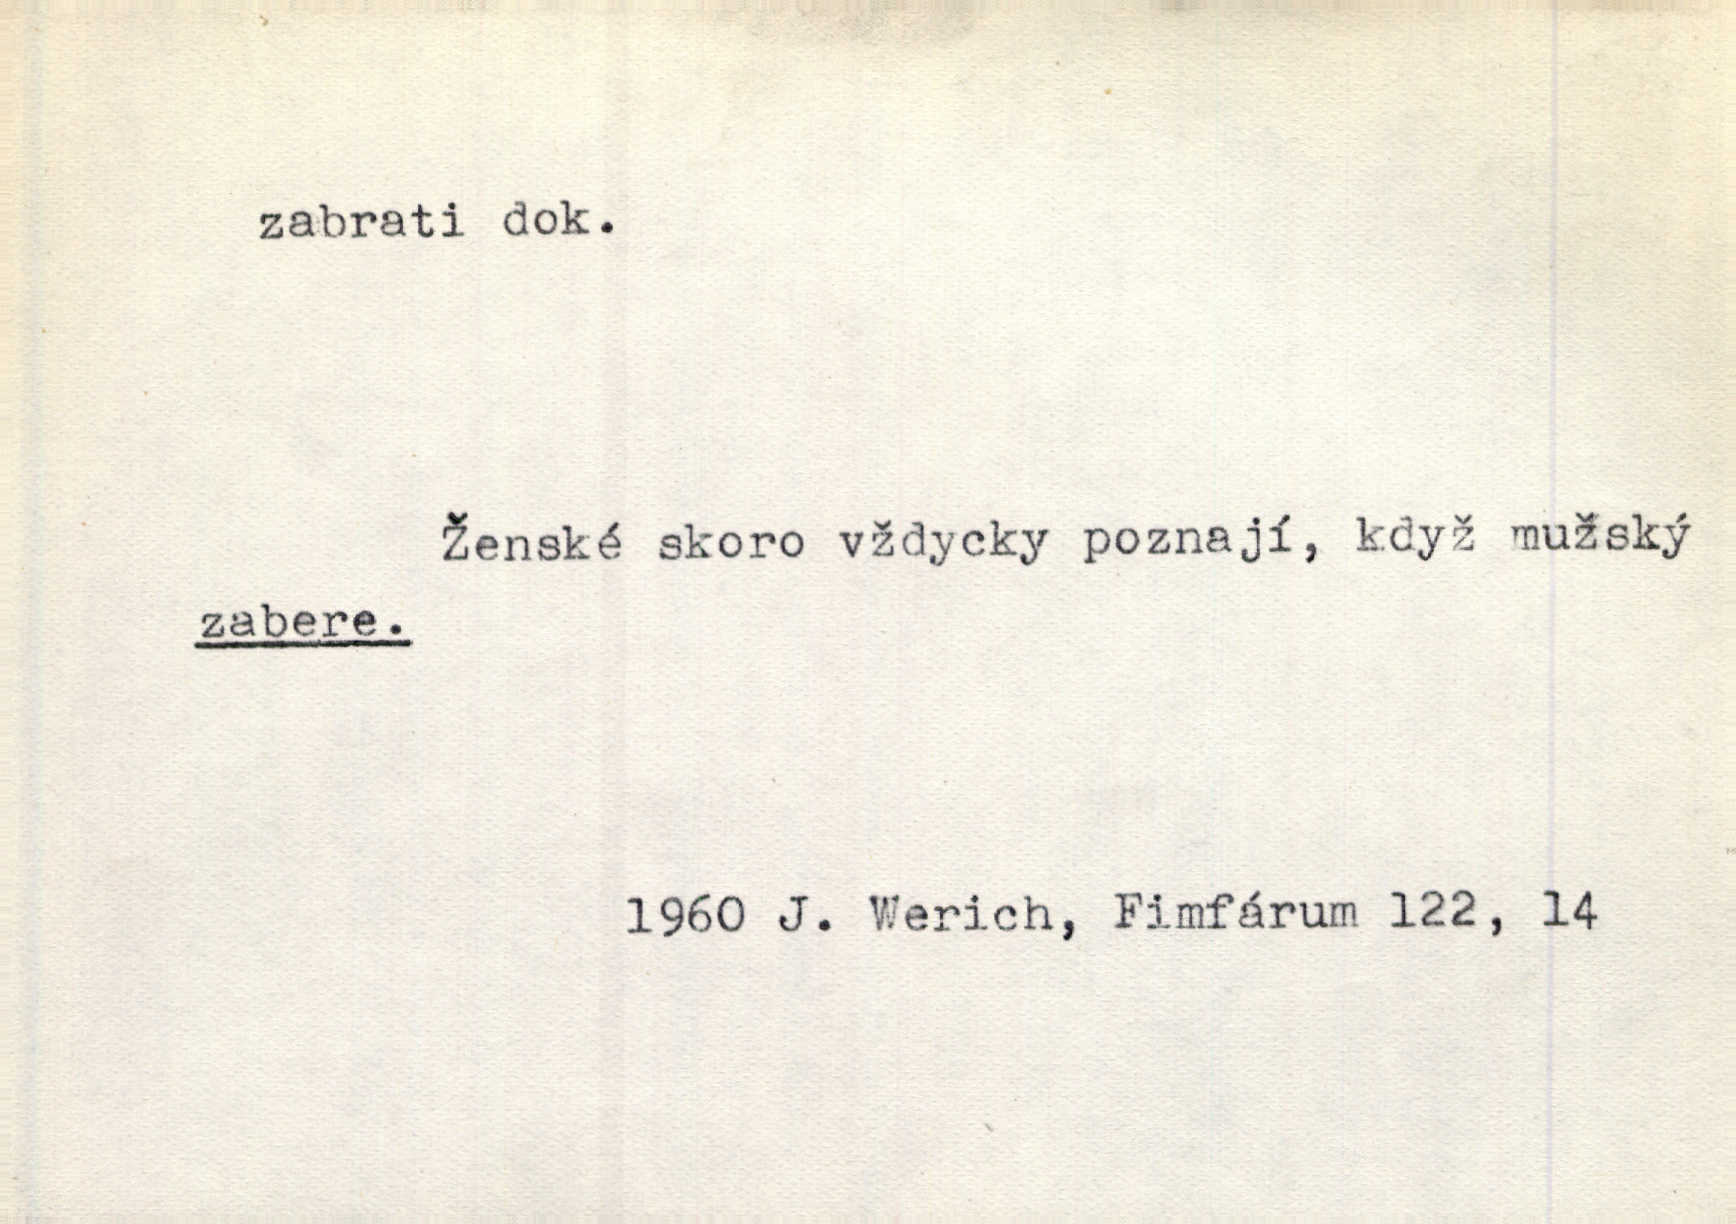 zabrati dok.
Ženské skoro vždycky poznají, když mužský
zabere.
1960 J. Werich, Fimfárum 122, 14